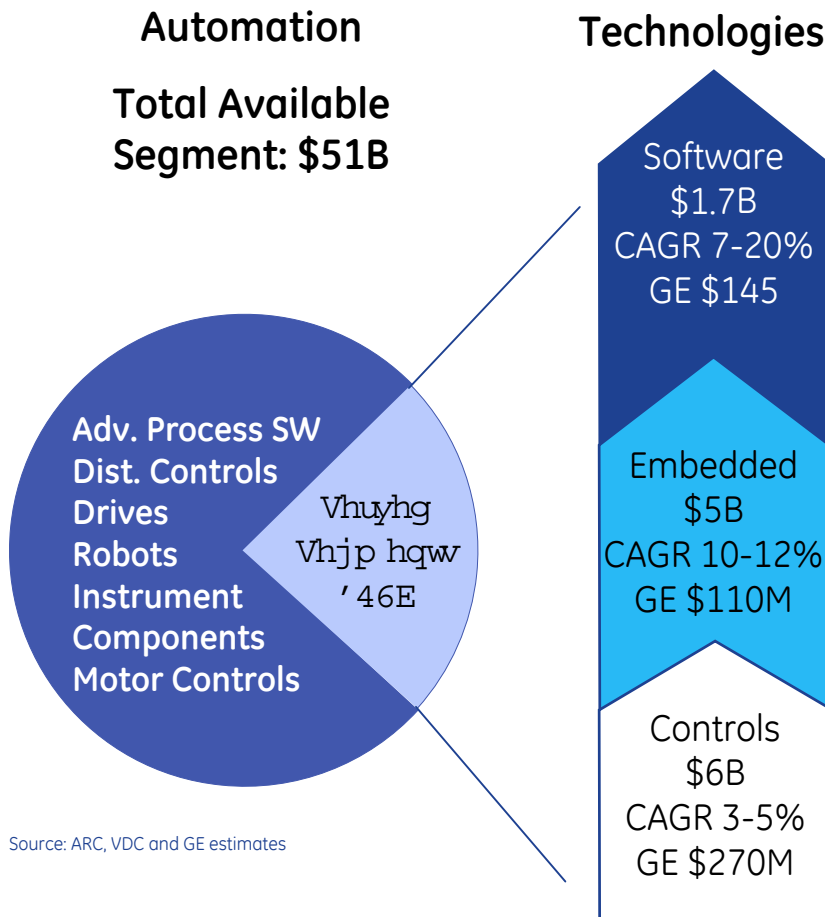 Automation
Total Available
Segment: $51B
Adv. Process SW
Dist. Controls
Drives
Robots
Instrument
Components
Motor Controls
Vhuyhg
Vhjp hqwv
‘46E
Source: ARC, VDC and GE estimates
Technologies
Software
$1.7B
CAGR 7-20%
GE $145
Embedded
$5B
CAGR 10-12%
GE $110M
Controls
$6B
CAGR 3-5%
GE $270M